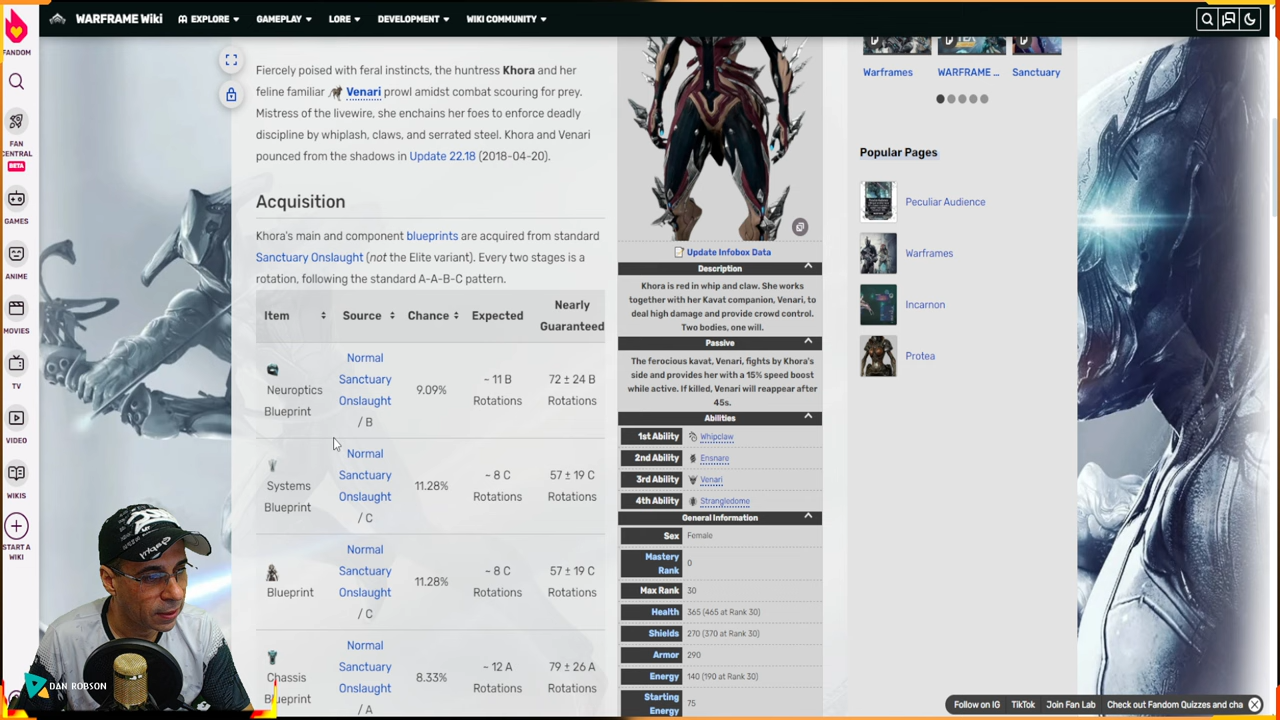 WARFRAME Wiki
EXPLORE
GAMEPLAY
LORE
DEVELOPMENT
WIKI COMMUNITY
FANDOM
FAN
CENTRAL
BETA
GAMES
ANIME
MOVIES
TV
VIDEO
WIKIS
START A
WIKI
Fiercely poised with feral instincts, the huntress Khora and her
feline familiar Venari prowl amidst combat scouring for prey.
Mistress of the livewire, she enchains her foes to enforce deadly
discipline by whiplash, claws, and serrated steel. Khora and Venari
pounced from the shadows in Update 22.18 (2018-04-20).
Acquisition
Khora's main and component blueprints are acquired from standard
Sanctuary Onslaught (not the Elite variant). Every two stages is a
rotation, following the standard A-A-B-C pattern.
Item Source Chance Expected Nearly
Guaranteed
Neuroptics
Blueprint
Normal
Sanctuary
Onslaught
/ B
9.09%
~ 11 B
Rotations
72 ± 24 B
Rotations
Systems
Blueprint
Normal
Sanctuary
Onslaught
/ C
11.28%
~ 8 C
Rotations
57 ± 19 C
Rotations
Blueprint
Normal
Sanctuary
Onslaught
/ C
11.28%
~ 8 C
Rotations
57 ± 19 C
Rotations
Chassis
Blueprint
Normal
Sanctuary
Onslaught
/ A
8.33%
~ 12 A
Rotations
79 ± 26 A
Rotations
Update Infobox Data
Description
Khora is red in whip and claw. She works
together with her Kavat companion, Venari, to
deal high damage and provide crowd control.
Two bodies, one will.
Passive
The ferocious kavat, Venari, fights by Khora's
side and provides her with a 15% speed boost
while active. If killed, Venari will reappear after
45s.
Abilities
1st Ability Whipclaw
2nd Ability Ensnare
3rd Ability Venari
4th Ability Strangledome
General Information
Sex Female
Mastery
Rank 0
Max Rank 30
Health 365 (465 at Rank 30)
Shields 270 (370 at Rank 30)
Armor 290
Energy 140 (190 at Rank 30)
Starting
Energy 75
Warframes
WARFRAME ...
Sanctuary
Popular Pages
Peculiar Audience
Warframes
Incarnon
Protea
Follow on IG
TikTok
Join Fan Lab
Check out Fandom Quizzes and cha
DAN ROBSON